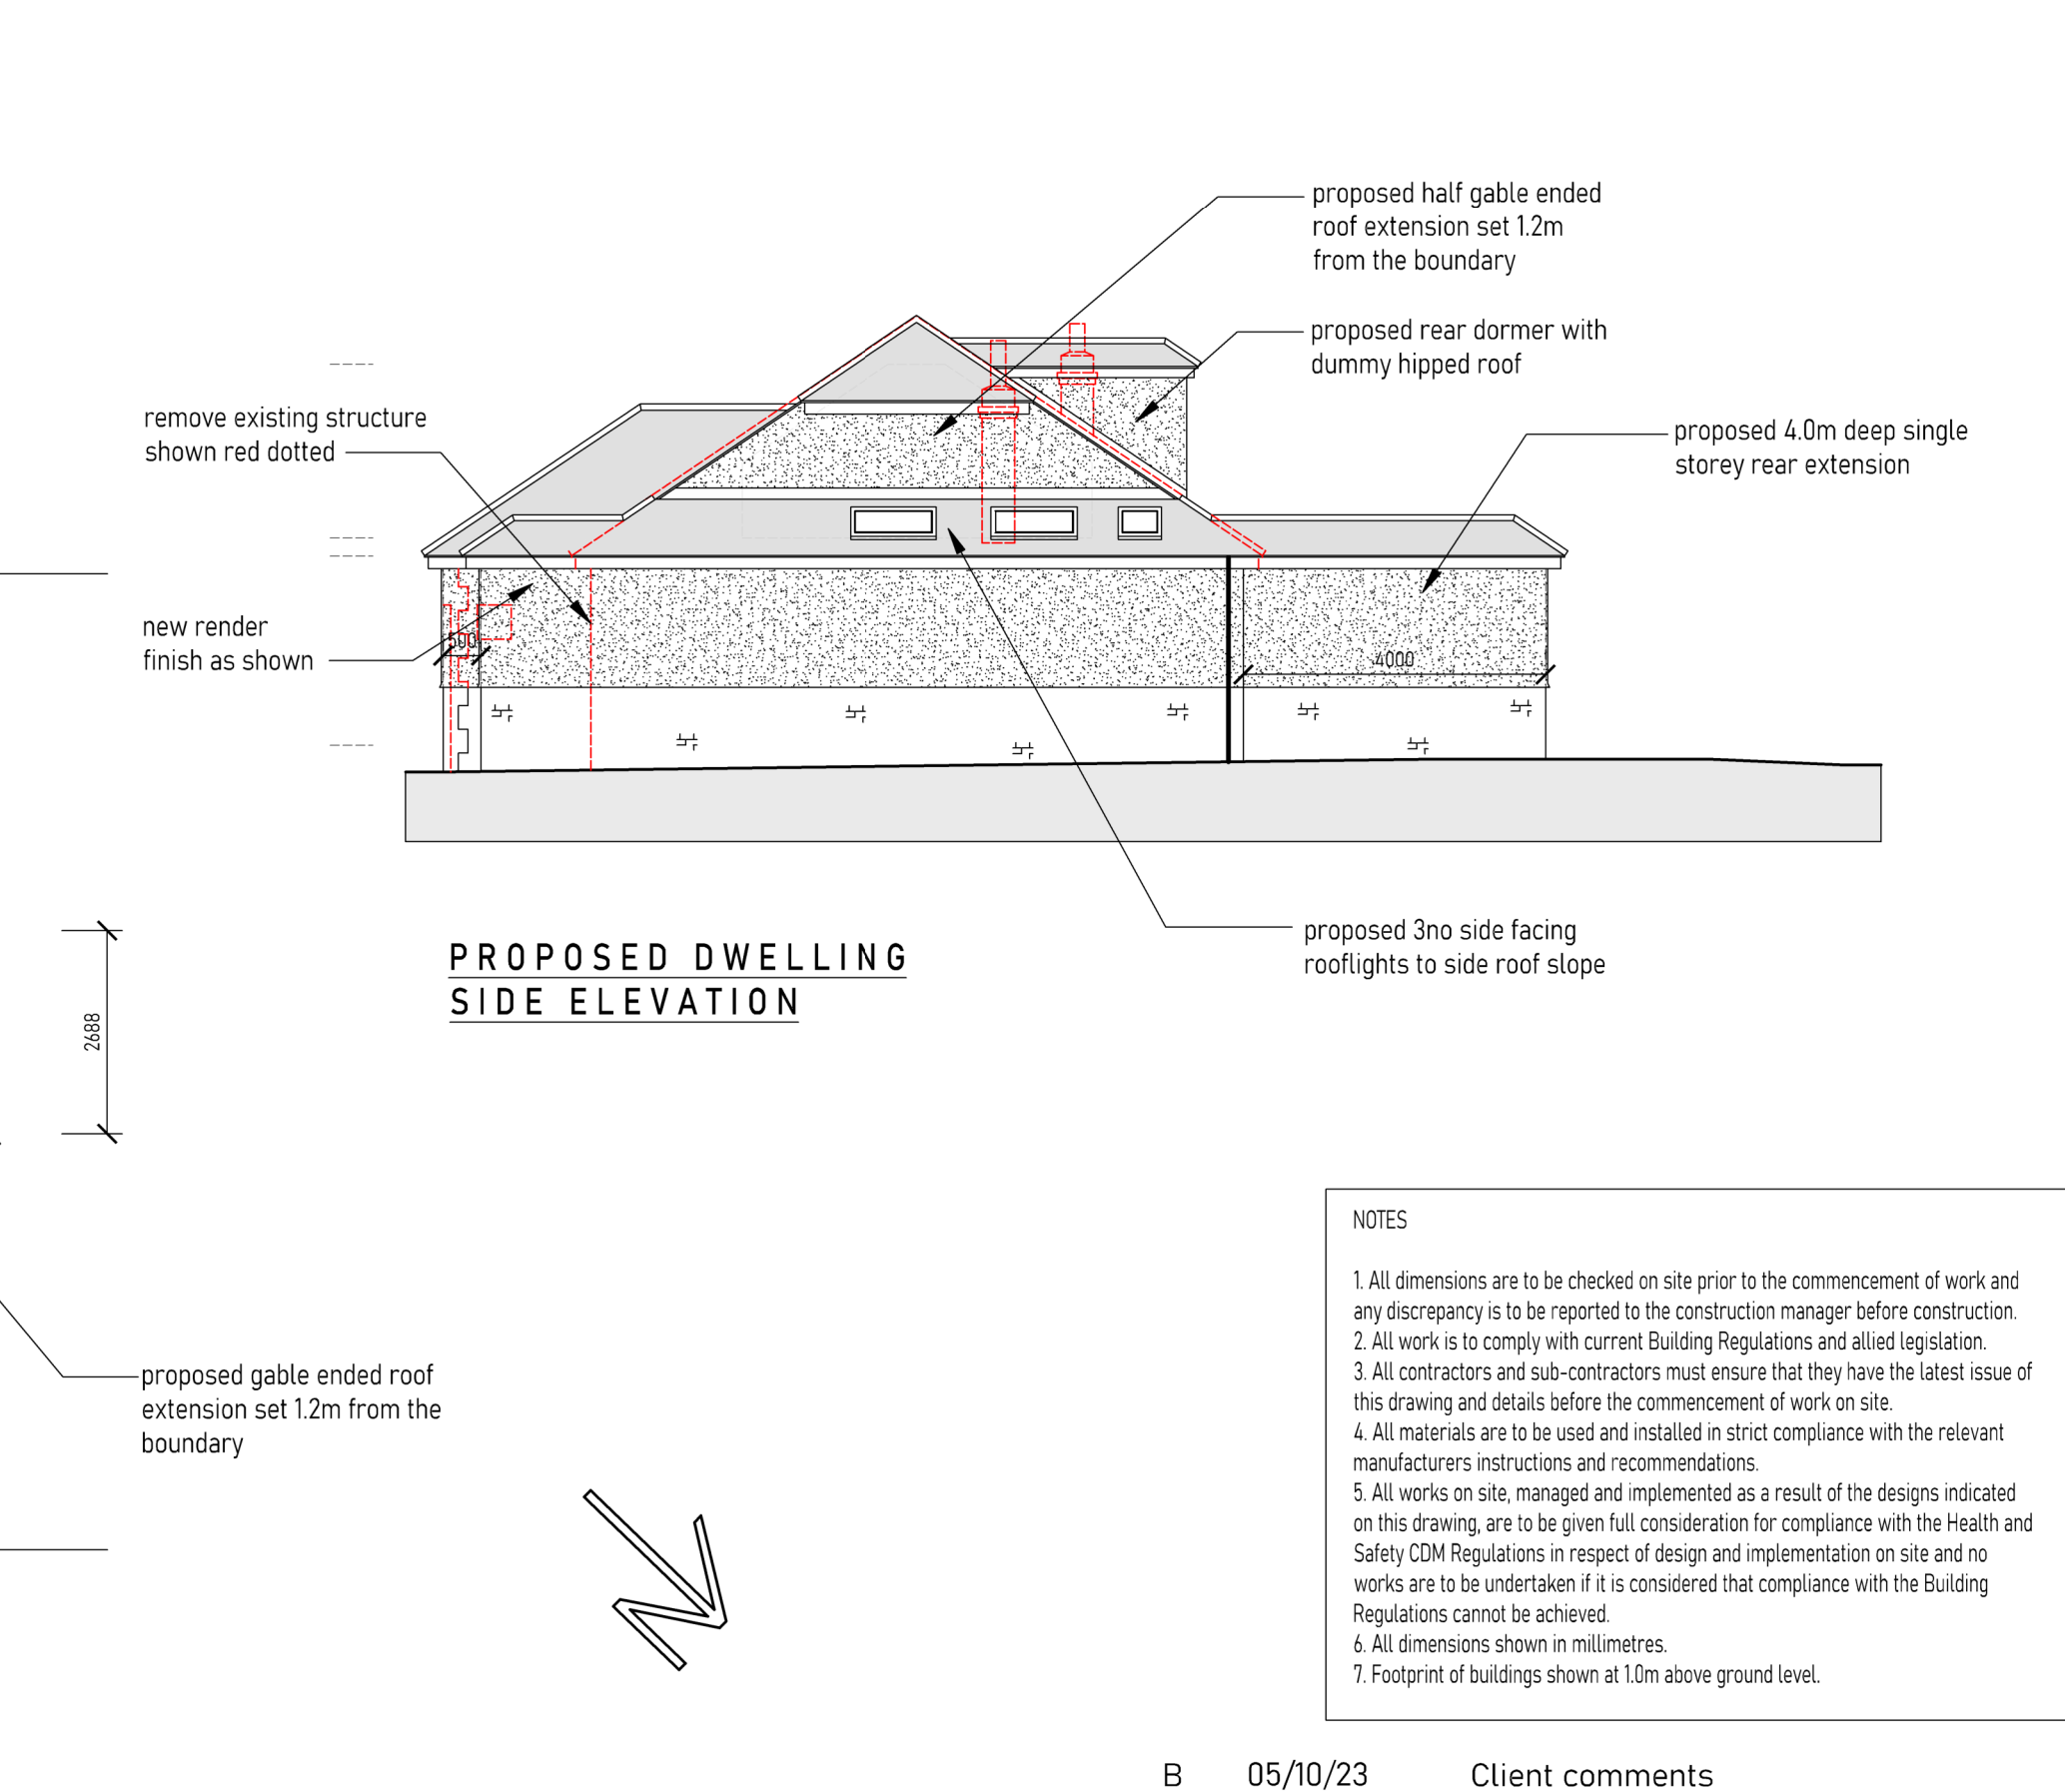 proposed half gable ended
roof extension set 1.2m
from the boundary
proposed rear dormer with
dummy hipped roof
remove existing structure
shown red dotted
proposed 4.0m deep single
storey rear extension
new render
finish as shown
500
4000
proposed 3no side facing
rooflights to side roof slope
PROPOSED DWELLING
SIDE ELEVATION
2688
NOTES
1. All dimensions are to be checked on site prior to the commencement of work and
any discrepancy is to be reported to the construction manager before construction.
2. All work is to comply with current Building Regulations and allied legislation.
3. All contractors and sub-contractors must ensure that they have the latest issue of
this drawing and details before the commencement of work on site.
4. All materials are to be used and installed in strict compliance with the relevant
manufacturers instructions and recommendations.
5. All works on site, managed and implemented as a result of the designs indicated
on this drawing, are to be given full consideration for compliance with the Health and
Safety CDM Regulations in respect of design and implementation on site and no
works are to be undertaken if it is considered that compliance with the Building
Regulations cannot be achieved.
6. All dimensions shown in millimetres.
7. Footprint of buildings shown at 1.0m above ground level.
proposed gable ended roof
extension set 1.2m from the
boundary
N
B 05/10/23 Client comments